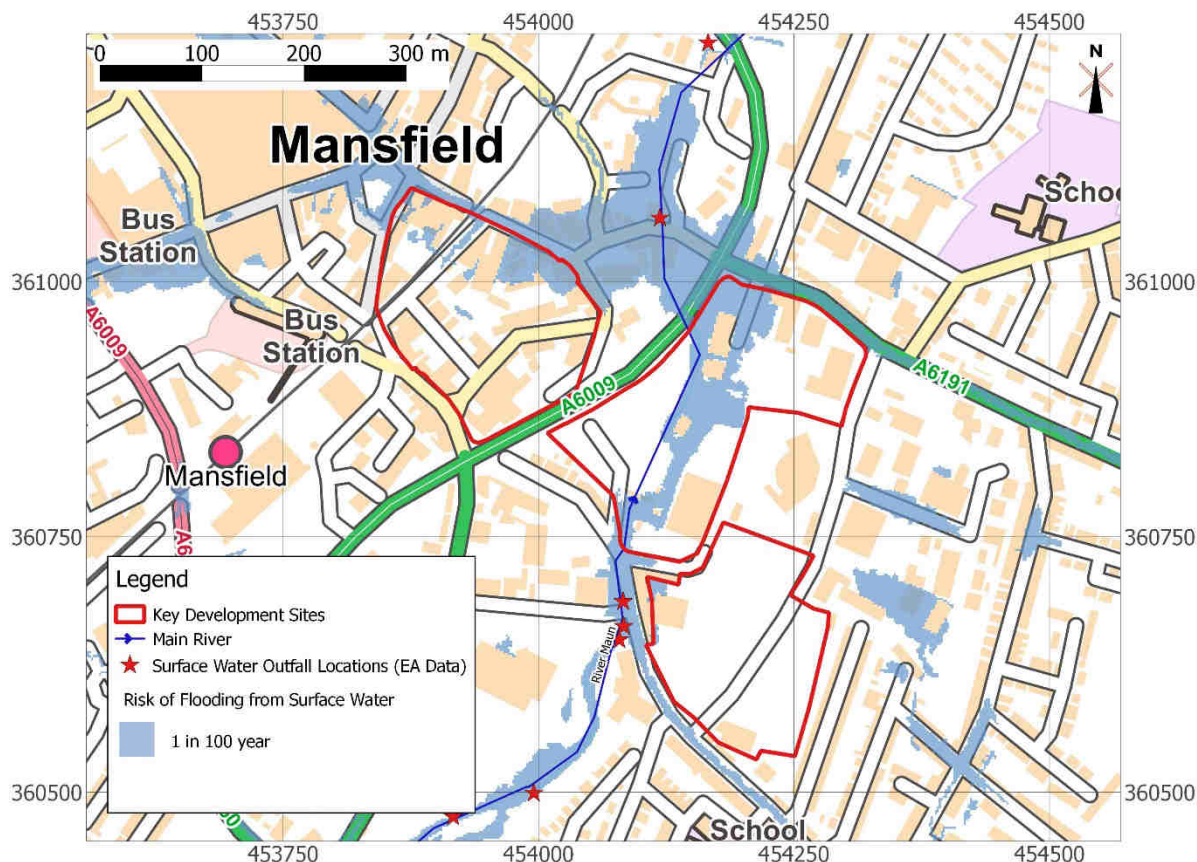 453750 454000 454250 454500
0 100 200 300 m
N
Mansfield
Bus
Station
School
361000 361000
Bus
Station
A6009
A6009
A6191
Mansfield
A6
360750 360750
Legend
Key Development Sites
Main River
Surface Water Outfall Locations (EA Data)
Risk of Flooding from Surface Water
1 in 100 year
River Maun
360500 360500
School
453750 454000 454250 454500